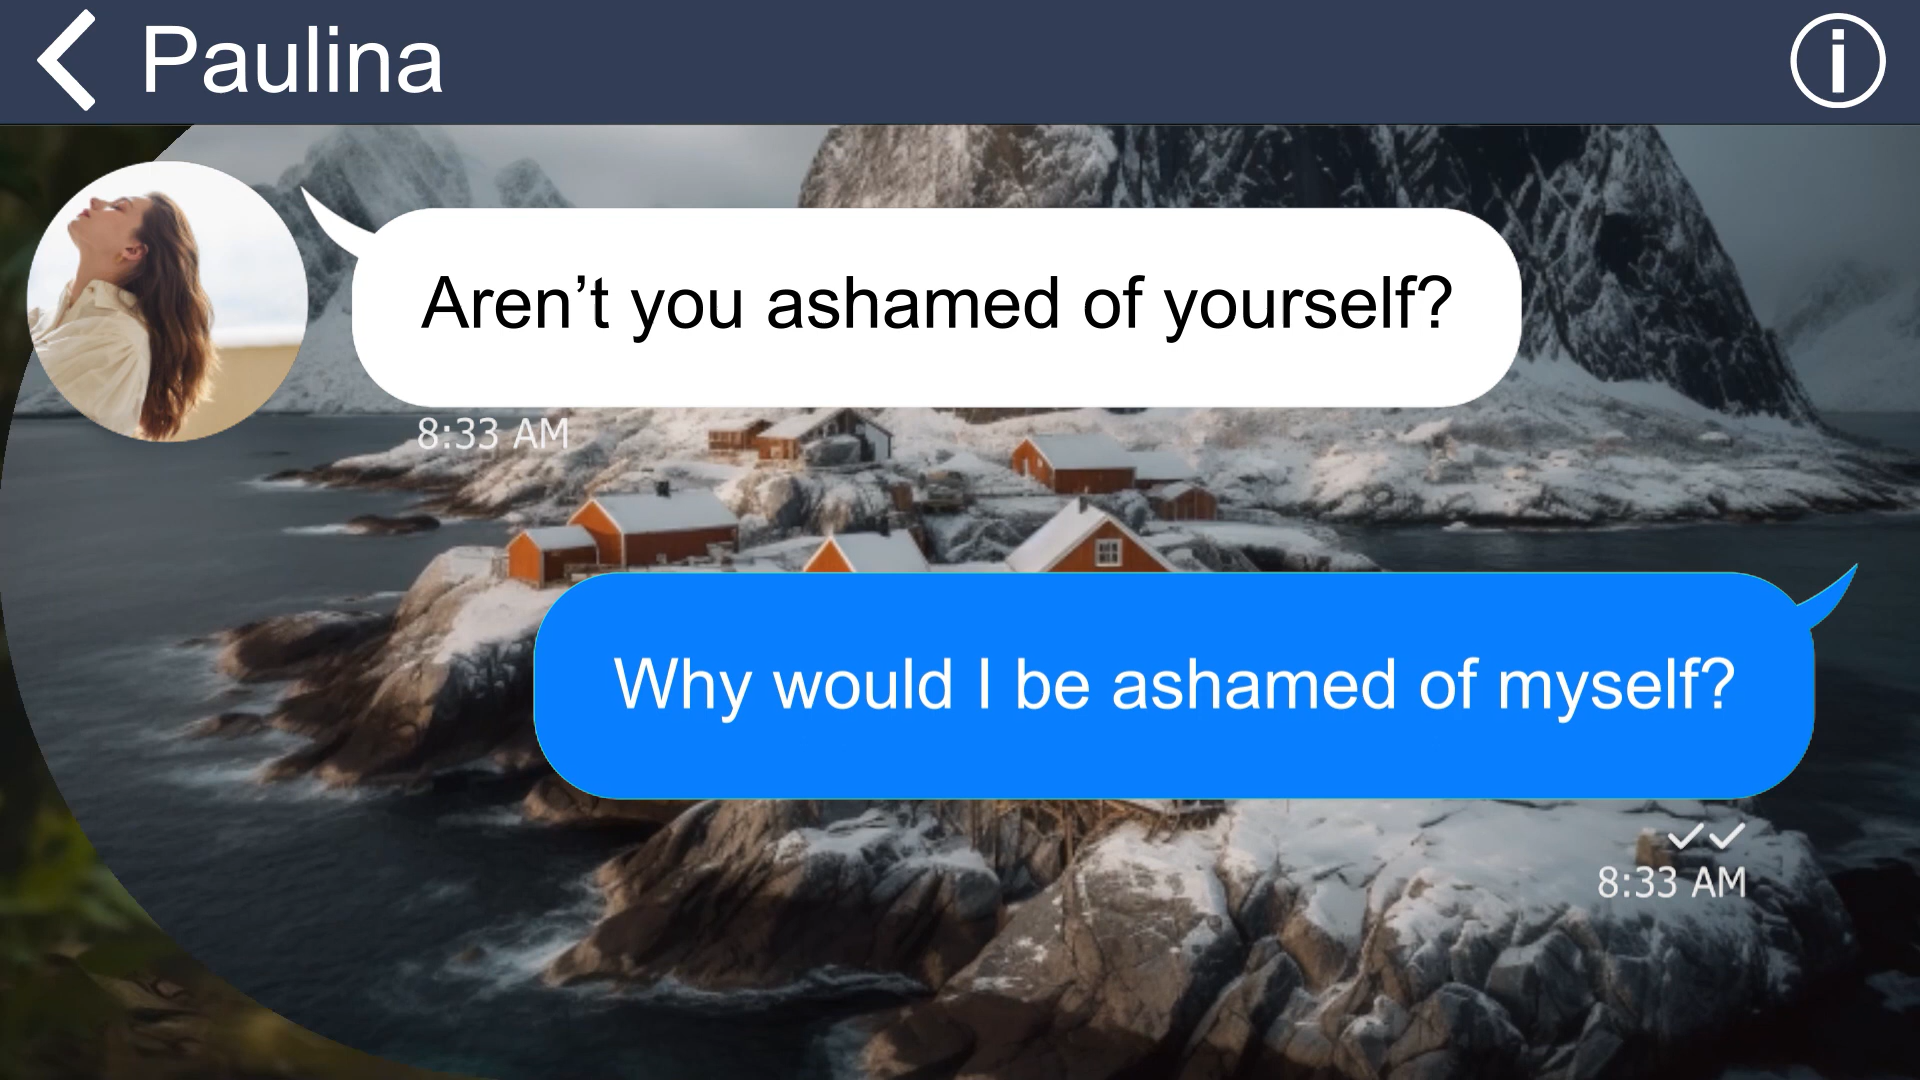 Paulina
Aren’t you ashamed of yourself?
8:33 AM
Why would I be ashamed of myself?
8:33 AM